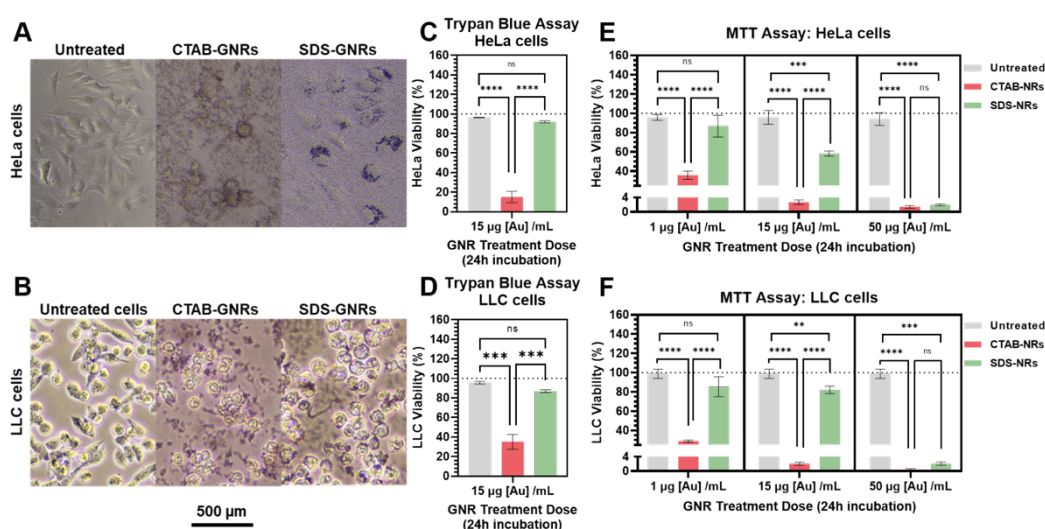 A
Untreated
CTAB-GNRs
SDS-GNRs
HeLa cells
B
Untreated cells
CTAB-GNRs
SDS-GNRs
LLC cells
500 µm
C
Trypan Blue Assay
HeLa cells
HeLa Viability (%)
160
140
120
100
80
60
40
20
0
ns
**** ****
15 µg [Au] /mL
GNR Treatment Dose
(24h incubation)
D
Trypan Blue Assay
LLC cells
LLC Viability (%)
160
140
120
100
80
60
40
20
0
ns
*** ***
15 µg [Au] /mL
GNR Treatment Dose
(24h incubation)
E
MTT Assay: HeLa cells
HeLa Viability (%)
160
140
120
100
80
60
40
4
0
ns
**** ****
***
**** ****
****
**** ns
1 µg [Au] /mL
15 µg [Au] /mL
50 µg [Au] /mL
GNR Treatment Dose (24h incubation)
Untreated
CTAB-NRs
SDS-NRs
F
MTT Assay: LLC cells
LLC Viability (%)
160
140
120
100
80
60
40
4
0
ns
**** ****
**
**** ****
***
**** ns
1 µg [Au] /mL
15 µg [Au] /mL
50 µg [Au] /mL
GNR Treatment Dose (24h incubation)
Untreated
CTAB-NRs
SDS-NRs